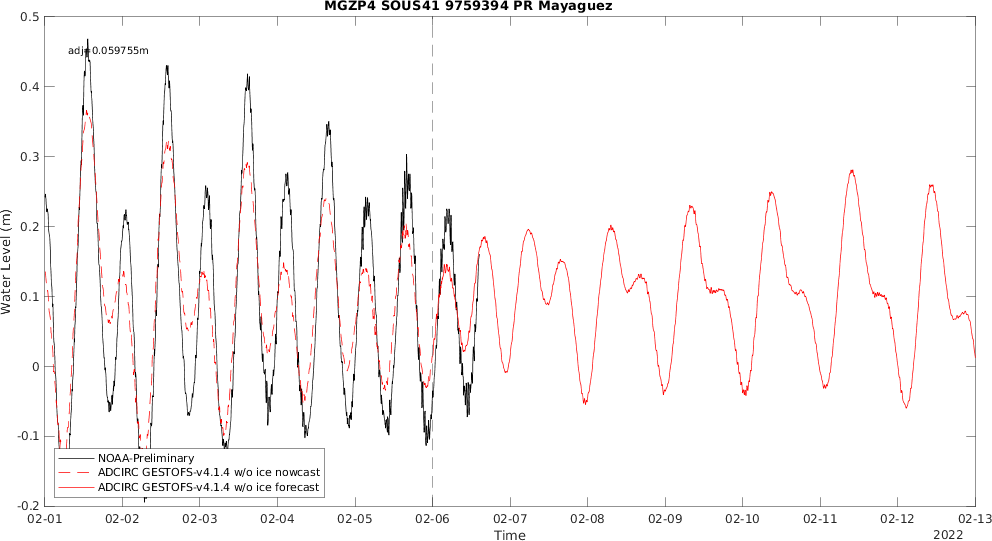 MGZP4 SOUS41 9759394 PR Mayaguez
adj=0.059755m
Water Level (m)
0.5
0.4
0.3
0.2
0.1
0
-0.1
-0.2
NOAA-Preliminary
ADCIRC GESTOFS-v4.1.4 w/o ice nowcast
ADCIRC GESTOFS-v4.1.4 w/o ice forecast
02-01 02-02 02-03 02-04 02-05 02-06 02-07 02-08 02-09 02-10 02-11 02-12 02-13
Time
2022